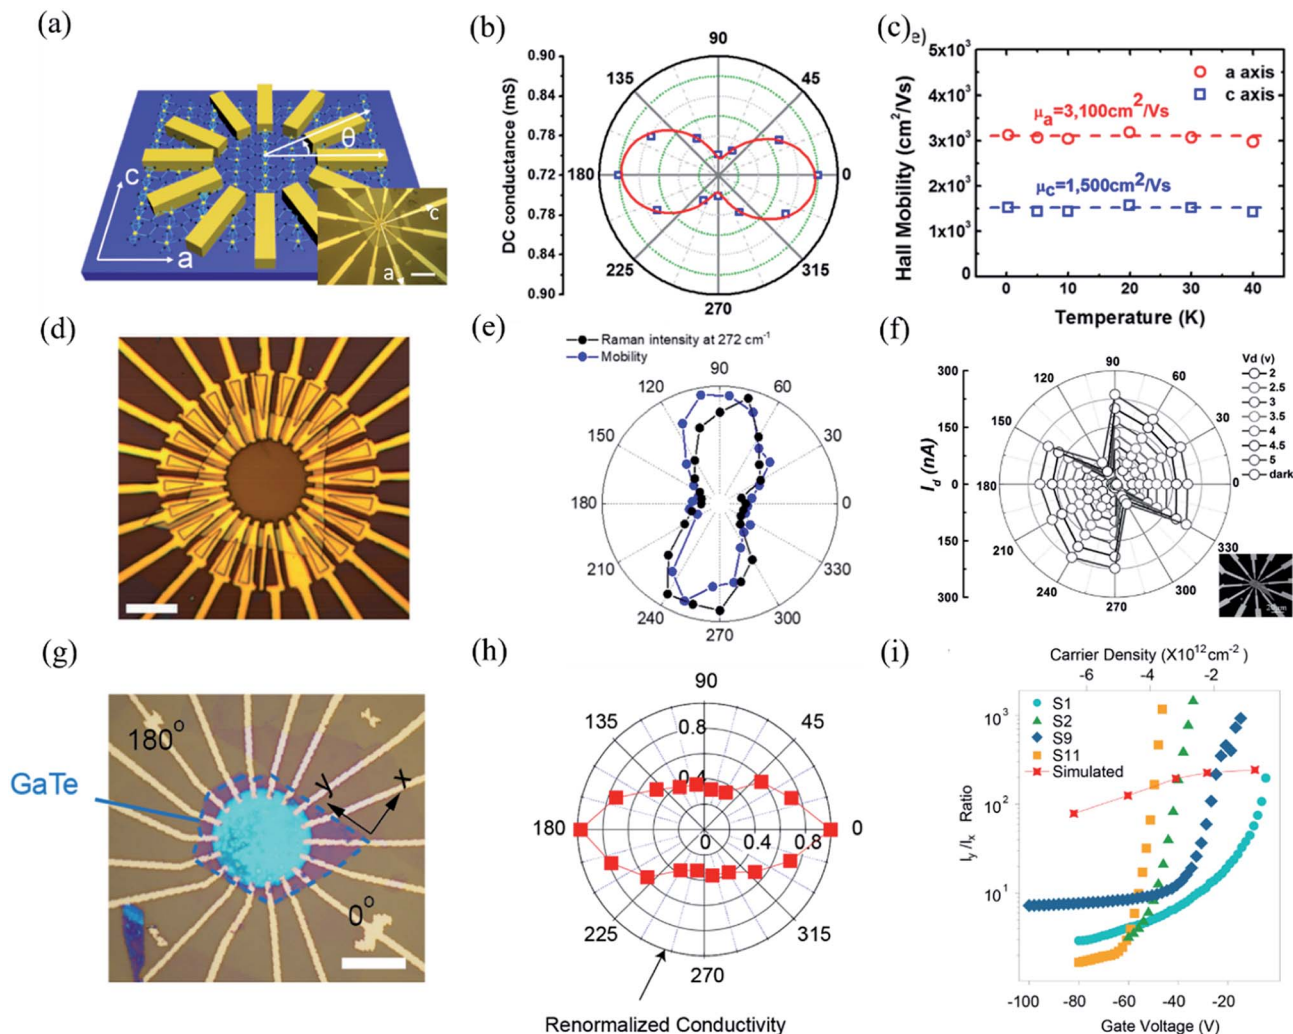 (a)
θ
c
a
c
a
(b)
DC conductance (mS)
0.90
0.84
0.78
0.72
0.78
0.84
0.90
90
135
45
180
0
225
315
270
(c)
e)
Hall Mobility (cm²/Vs)
5x10³
4x10³
3x10³
2x10³
1x10³
0
a axis
c axis
μa=3,100cm²/Vs
μc=1,500cm²/Vs
0
10
20
30
40
Temperature (K)
(d)
(e)
Raman intensity at 272 cm⁻¹
Mobility
90
120
60
150
30
180
0
210
330
240
300
270
(f)
Id (nA)
300
150
0
150
300
90
120
60
150
30
180
0
210
330
240
300
270
Vd (v)
2
2.5
3
3.5
4
4.5
5
dark
(g)
GaTe
180°
y
x
0°
(h)
90
135
45
0.8
0.4
180
0
0
0.4
0.8
225
315
270
Renormalized Conductivity
(i)
Carrier Density (X10¹²cm⁻²)
-6
-4
-2
S1
S2
S9
S11
Simulated
Iy/Ix Ratio
10³
10²
10¹
-100
-80
-60
-40
-20
0
Gate Voltage (V)